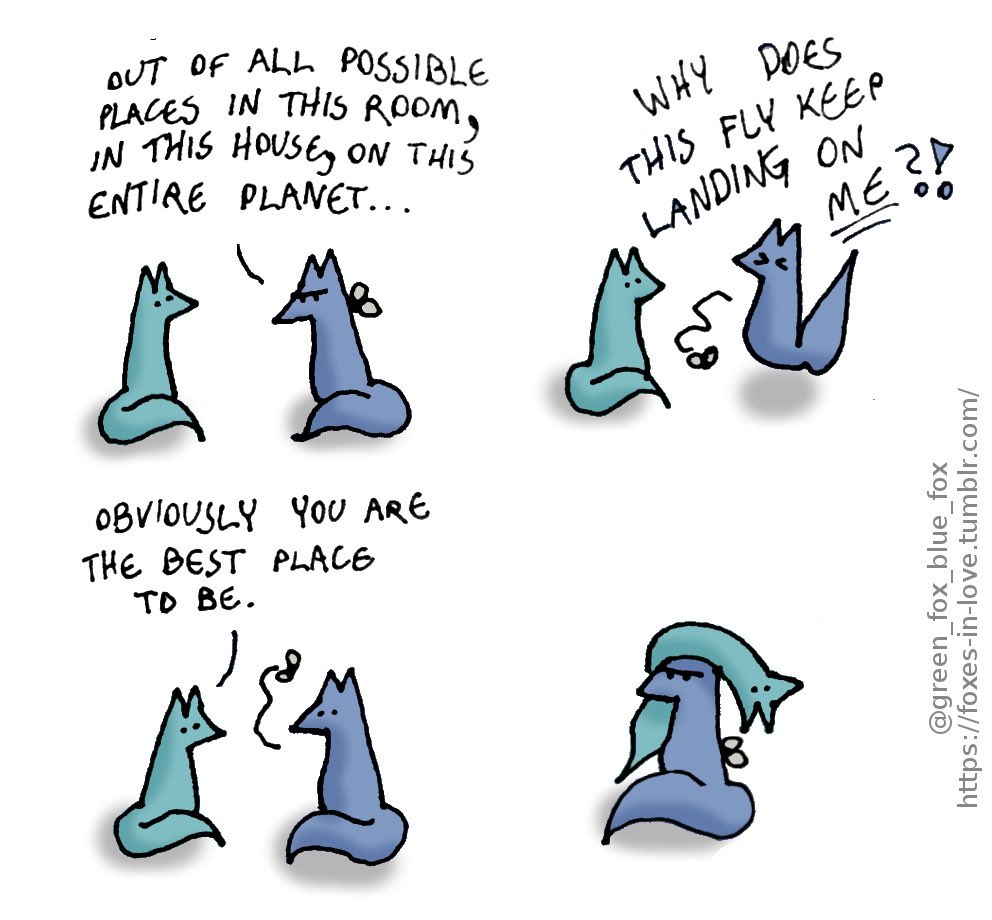 OUT OF ALL POSSIBLE
PLACES IN THIS ROOM,
IN THIS HOUSE, ON THIS
ENTIRE PLANET...
WHY DOES
THIS FLY KEEP
LANDING ON
ME?!
OBVIOUSLY YOU ARE
THE BEST PLACE
TO BE.
@green_fox_blue_fox
https://foxes-in-love.tumblr.com/